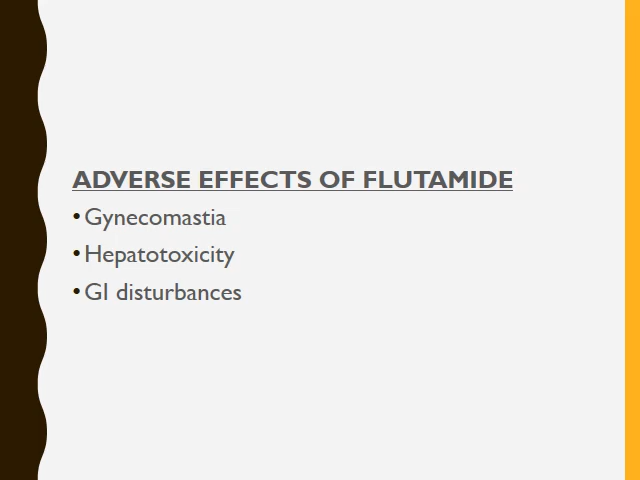 ADVERSE EFFECTS OF FLUTAMIDE
•Gynecomastia
•Hepatotoxicity
•GI disturbances